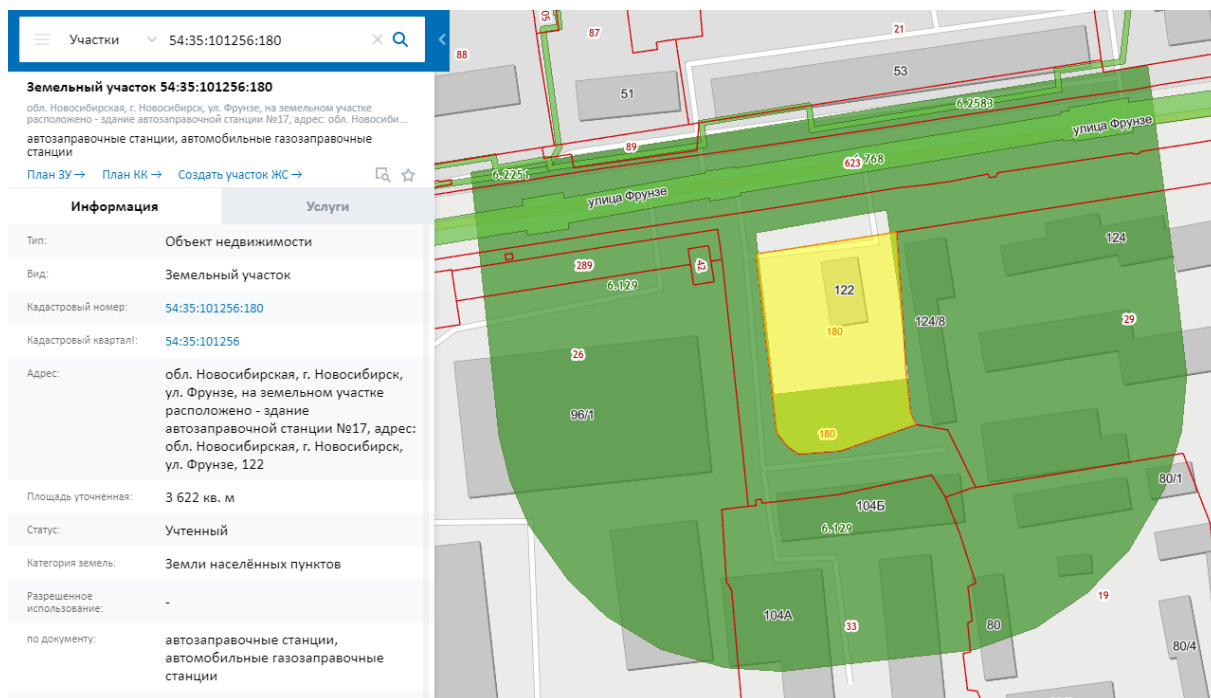 Участки
54:35:101256:180
Земельный участок 54:35:101256:180
обл. Новосибирская, г. Новосибирск, ул. Фрунзе, на земельном участке
расположено - здание автозаправочной станции №17, адрес: обл. Новосиби...
автозаправочные станции, автомобильные газозаправочные
станции
План ЗУ→ План КК→ Создать участок ЖС→
Информация
Услуги
Тип:
Объект недвижимости
Вид:
Земельный участок
Кадастровый номер:
54:35:101256:180
Кадастровый квартал!:
54:35:101256
Адрес:
обл. Новосибирская, г. Новосибирск,
ул. Фрунзе, на земельном участке
расположено - здание
автозаправочной станции №17, адрес:
обл. Новосибирская, г. Новосибирск,
ул. Фрунзе, 122
Площадь уточненная:
3 622 кв. м
Статус:
Учтенный
Категория земель:
Земли населённых пунктов
Разрешенное
использование:
-
по документу:
автозаправочные станции,
автомобильные газозаправочные
станции
87
21
88
53
51
6.2583
улица Фрунзе
89
623
6.2251
улица Фрунзе
124
289
42
6.129
122
124/8
29
180
26
96/1
180
80/1
104Б
6.129
19
104А
33
80
80/4